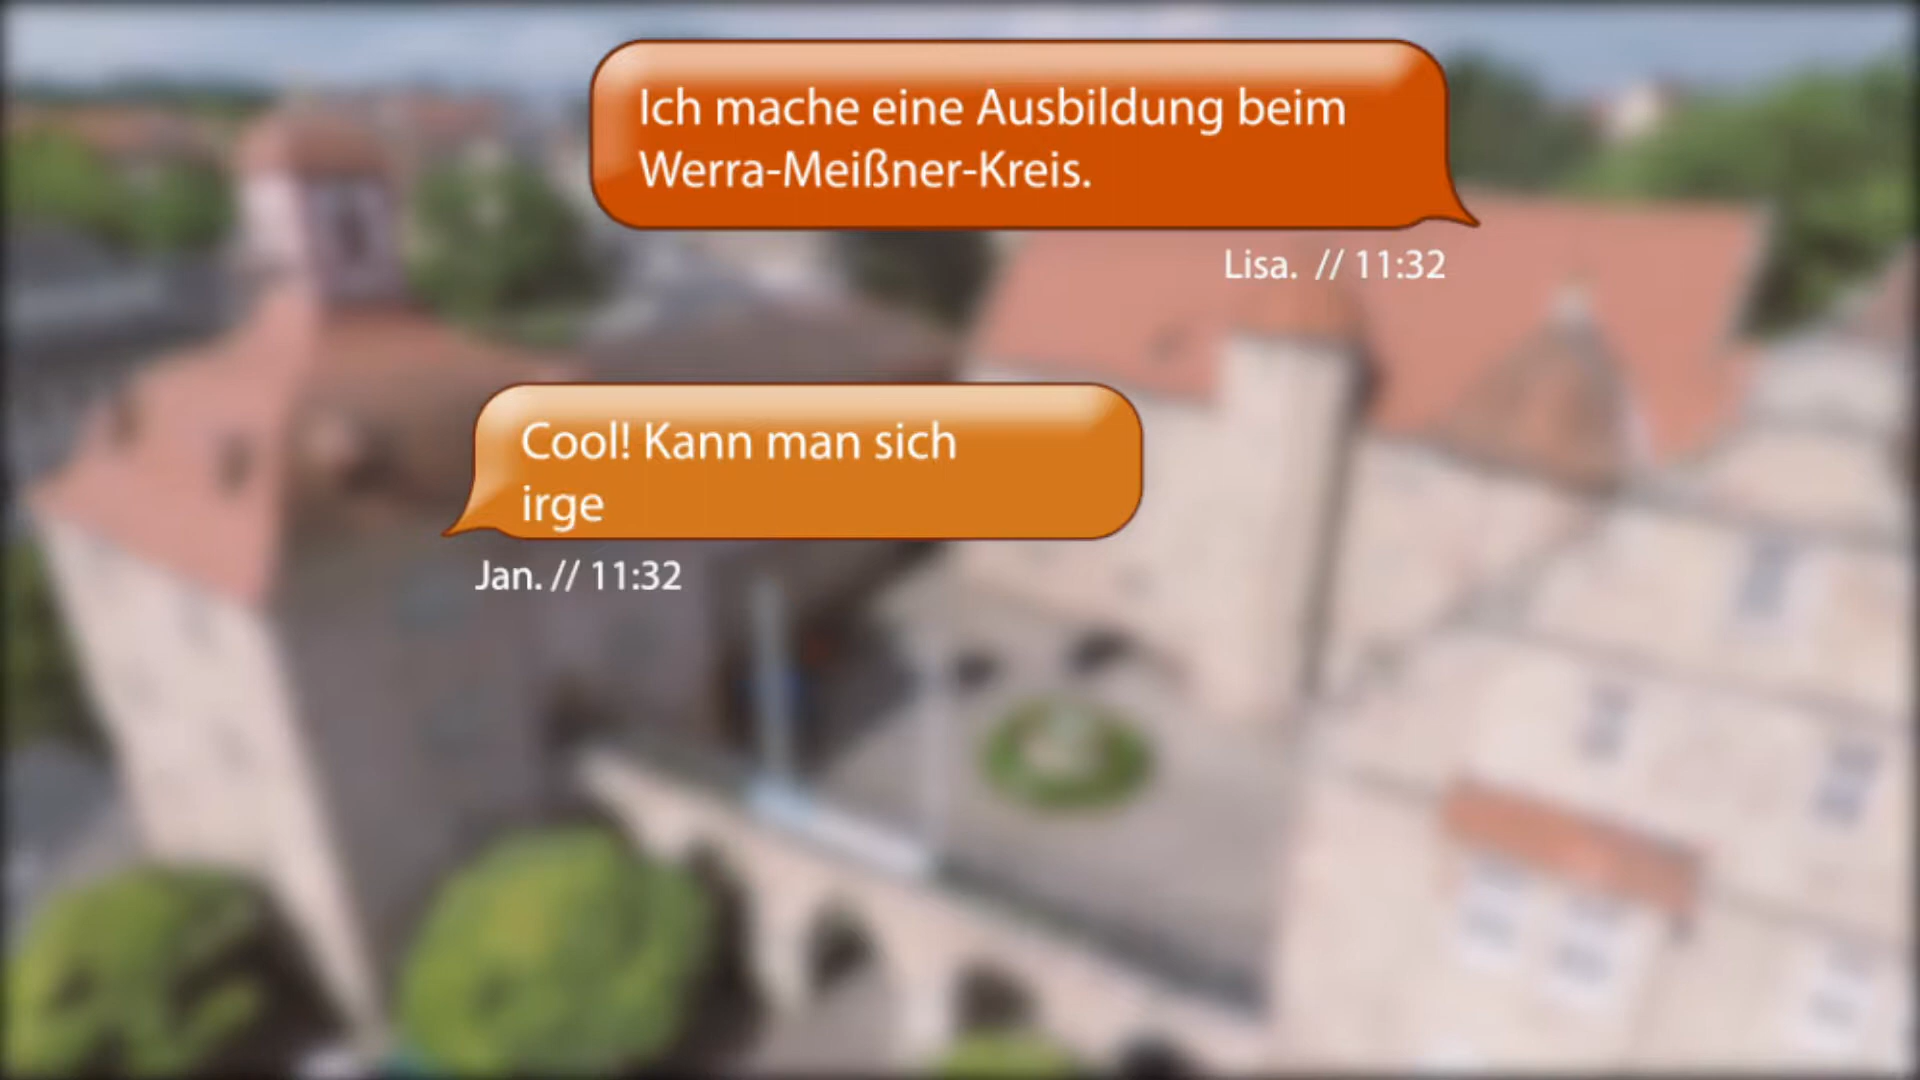 Ich mache eine Ausbildung beim
Werra-Meißner-Kreis.
Lisa. // 11:32
Cool! Kann man sich
irge
Jan. // 11:32